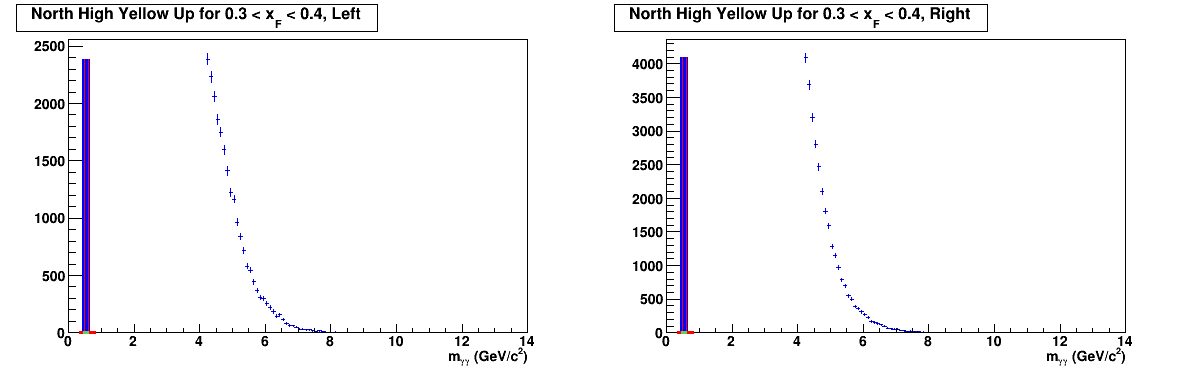 North High Yellow Up for 0.3 < x_F < 0.4, Left
2500
2000
1500
1000
500
0
0 2 4 6 8 10 12 14
m_γγ (GeV/c²)
North High Yellow Up for 0.3 < x_F < 0.4, Right
4000
3500
3000
2500
2000
1500
1000
500
0
0 2 4 6 8 10 12 14
m_γγ (GeV/c²)